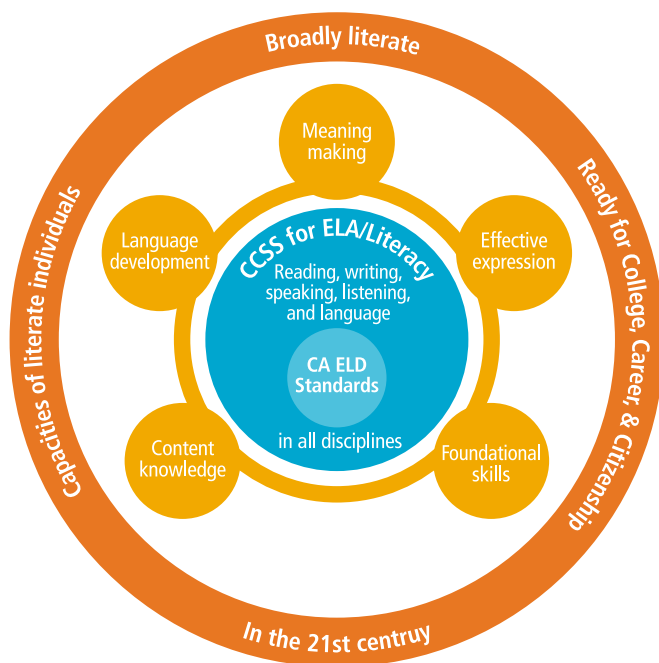 Broadly literate
Meaning
making
Language
development
Effective
expression
CCSS for ELA/Literacy
Reading, writing,
speaking, listening,
and language
CA ELD
Standards
in all disciplines
Content
knowledge
Foundational
skills
Capacities of literate individuals
Ready for College, Career, & Citizenship
In the 21st centruy